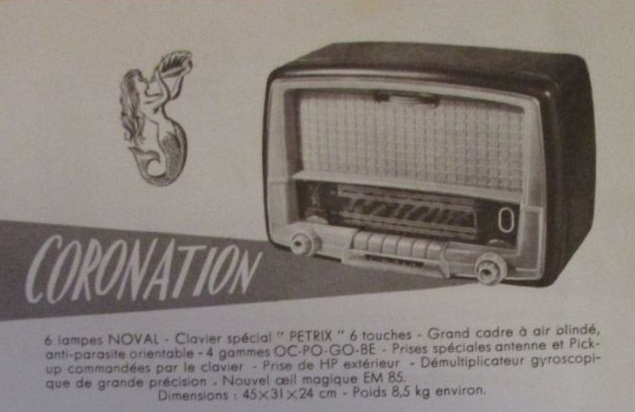 CORONATION
6 lampes NOVAL - Clavier spécial " PETRIX " 6 touches - Grand cadre à air blindé,
anti-parasite orientable - 4 gammes OC-PO-GO-BE - Prises spéciales antenne et Pick-
up commandées par le clavier - Prise de HP extérieur - Démultiplicateur gyroscopi-
que de grande précision - Nouvel œil magique EM 85.
Dimensions : 45×31×24 cm - Poids 8,5 kg environ.